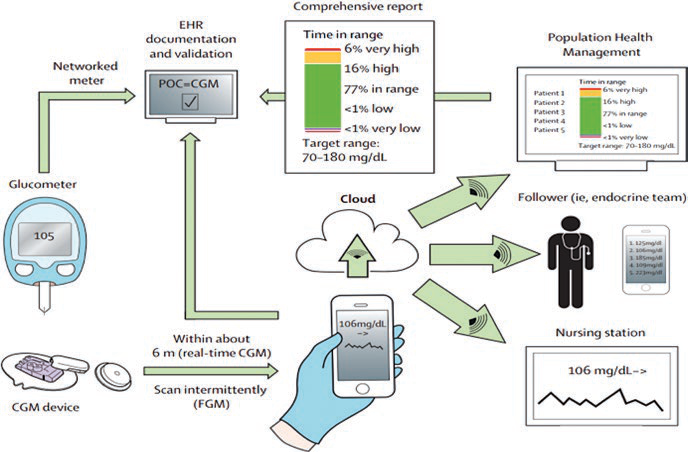 EHR
documentation
and validation
Networked
meter
POC=CGM
Comprehensive report
Time in range
6% very high
16% high
77% in range
<1% low
<1% very low
Target range:
70–180 mg/dL
Population Health
Management
Time in range
Patient 1
Patient 2
Patient 3
Patient 4
Patient 5
6% very high
16% high
77% in range
<1% low
<1% very low
Target range: 70–180 mg/dL
Glucometer
105
Cloud
Follower (ie, endocrine team)
1. 125mg/dL
2. 106mg/dL
3. 185mg/dL
4. 109mg/dL
5. 223mg/dL
106mg/dL
–>
Within about
6 m (real-time CGM)
Scan intermittently
(FGM)
CGM device
Nursing station
106 mg/dL–>